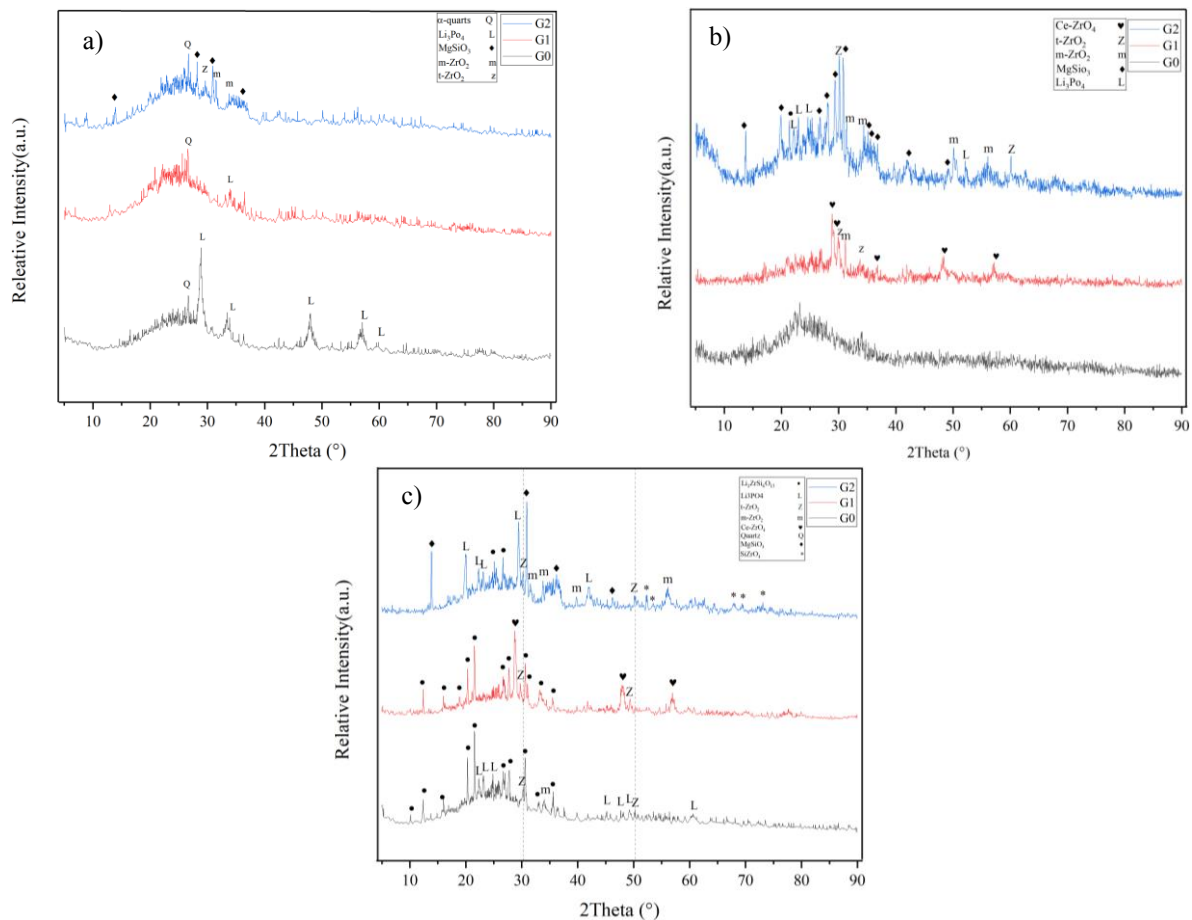 a)
α-quarts Q
Li₃Po₄ L
MgSiO₃ ♦
m-ZrO₂ m
t-ZrO₂ z
G2
G1
G0
Q
♦ ♦ z m m ♦ ♦
Q
L
L
Q L L L L
Releative Intensity(a.u.)
10 20 30 40 50 60 70 80 90
2Theta (°)
b)
Ce-ZrO₄ ♥
t-ZrO₂ Z
m-ZrO₂ m
MgSio₃ ♦
Li₃Po₄ L
G2
G1
G0
Z
L L L m m m L m Z
z m z
Relative Intensity(a.u.)
10 20 30 40 50 60 70 80 90
2Theta (°)
c)
Li3PO4 L
t-ZrO₂ Z
m-ZrO₂ m
Ce-ZrO₄ ♥
Quartz Q
MgSiO₃ ♦
SiZrO₄ *
G2
G1
G0
L L L L Z m m m L Z * * m * * *
Z Z
L L L Z m L L L Z L
Relative Intensity(a.u.)
10 20 30 40 50 60 70 80 90
2Theta (°)